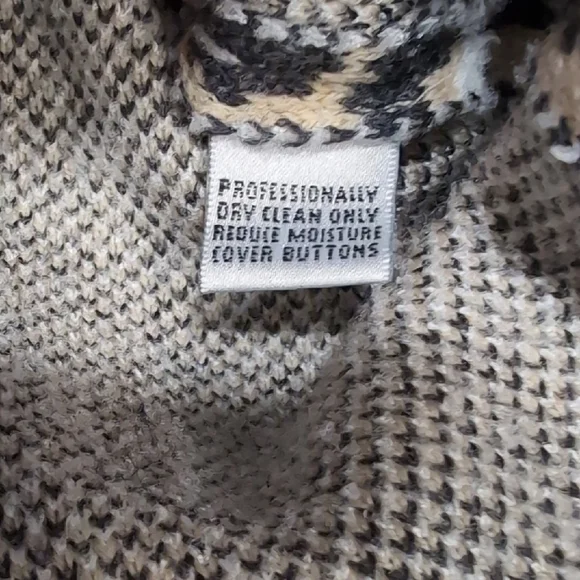 PROFESSIONALLY
DRY CLEAN ONLY
REDUCE MOISTURE
COVER BUTTONS